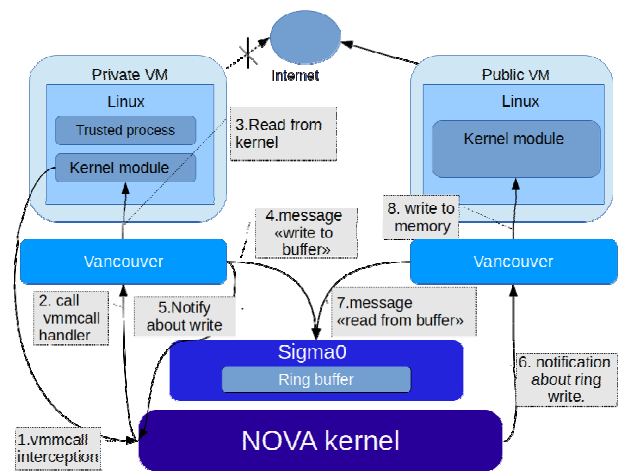 Internet
Private VM
Linux
Trusted process
Kernel module
3.Read from
kernel
Public VM
Linux
Kernel module
4.message
«write to
buffer»
8. write to
memory
Vancouver
Vancouver
2. call
vmmcall
handler
5.Notify
about write
7.message
«read from buffer»
Sigma0
Ring buffer
6. notification
about ring
write.
1.vmmcall
interception
NOVA kernel